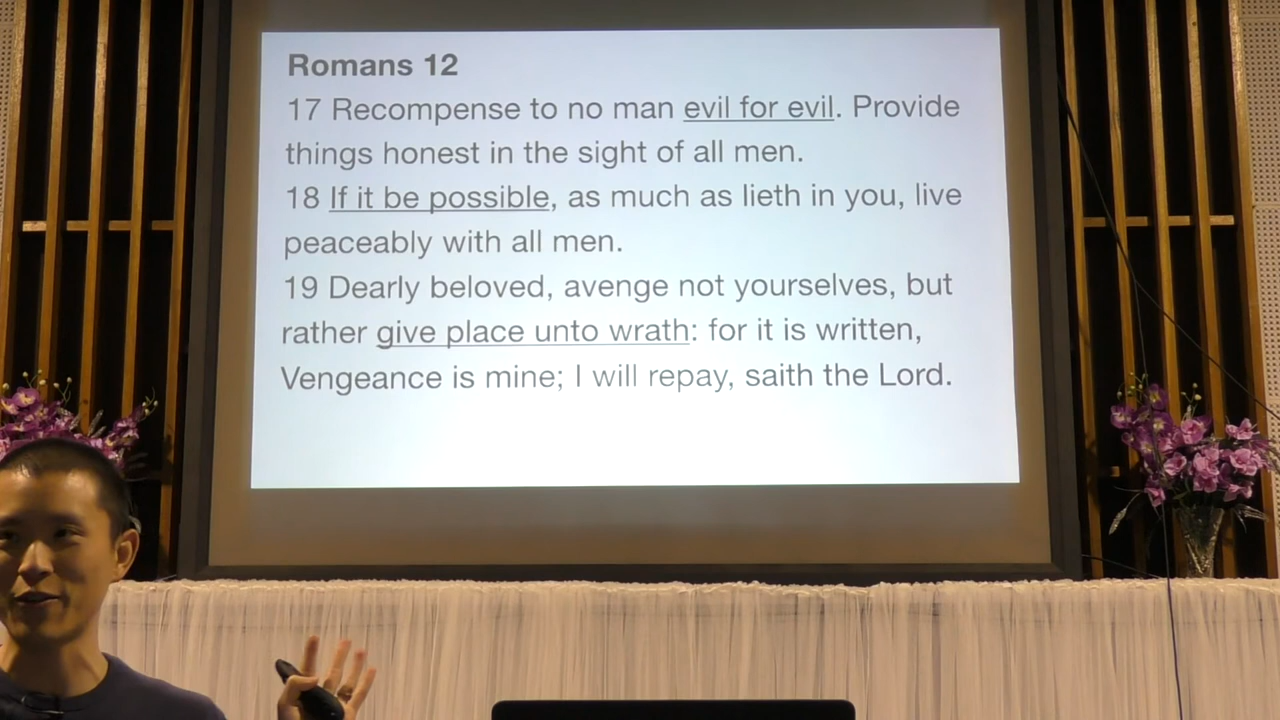 Romans 12
17 Recompense to no man evil for evil. Provide
things honest in the sight of all men.
18 If it be possible, as much as lieth in you, live
peaceably with all men.
19 Dearly beloved, avenge not yourselves, but
rather give place unto wrath: for it is written,
Vengeance is mine; I will repay, saith the Lord.